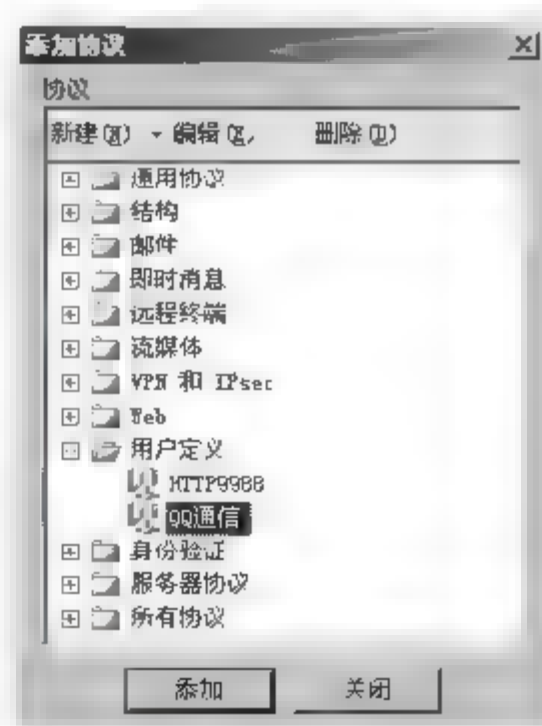 添加协议
协议
新建(N) 编辑(E) 删除(D)
通用协议
结构
邮件
即时消息
远程终端
流媒体
VPN 和 IPsec
Web
用户定义
HTTP9988
QQ通信
身份验证
服务器协议
所有协议
添加 关闭